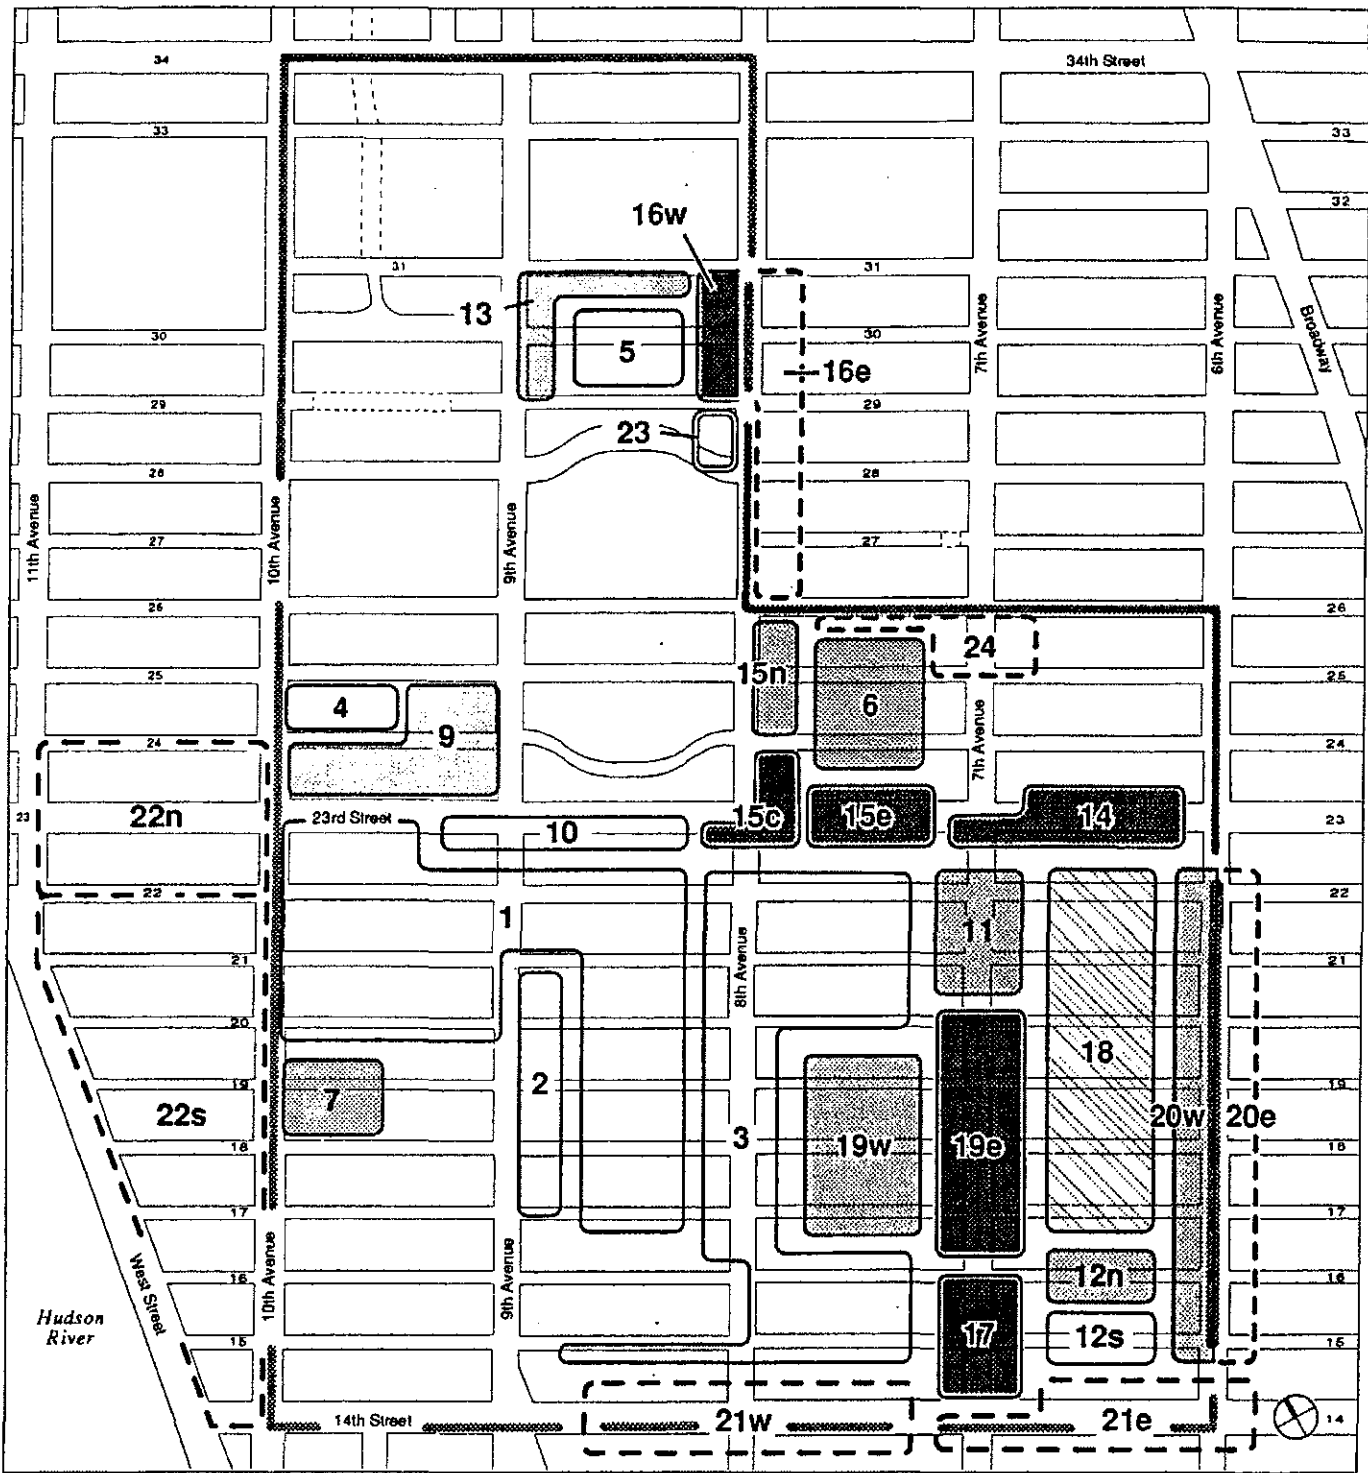 34
34th Street
33
33
32
16w
31
31
13
5
30
30
16e
29
29
23
28
28
7th Avenue
6th Avenue
Broadway
11th Avenue
10th Avenue
9th Avenue
27
27
26
26
24
15n
25
25
4
6
9
7th Avenue
24
24
22n
23
23rd Street
10
15c
15e
14
23
22
22
1
11
21
21
8th Avenue
20
18
2
19
19
7
22s
3
19w
19e
20w
20e
18
18
17
17
West Street
10th Avenue
9th Avenue
16
12n
16
Hudson
River
17
12s
15
15
14th Street
21w
21e
14